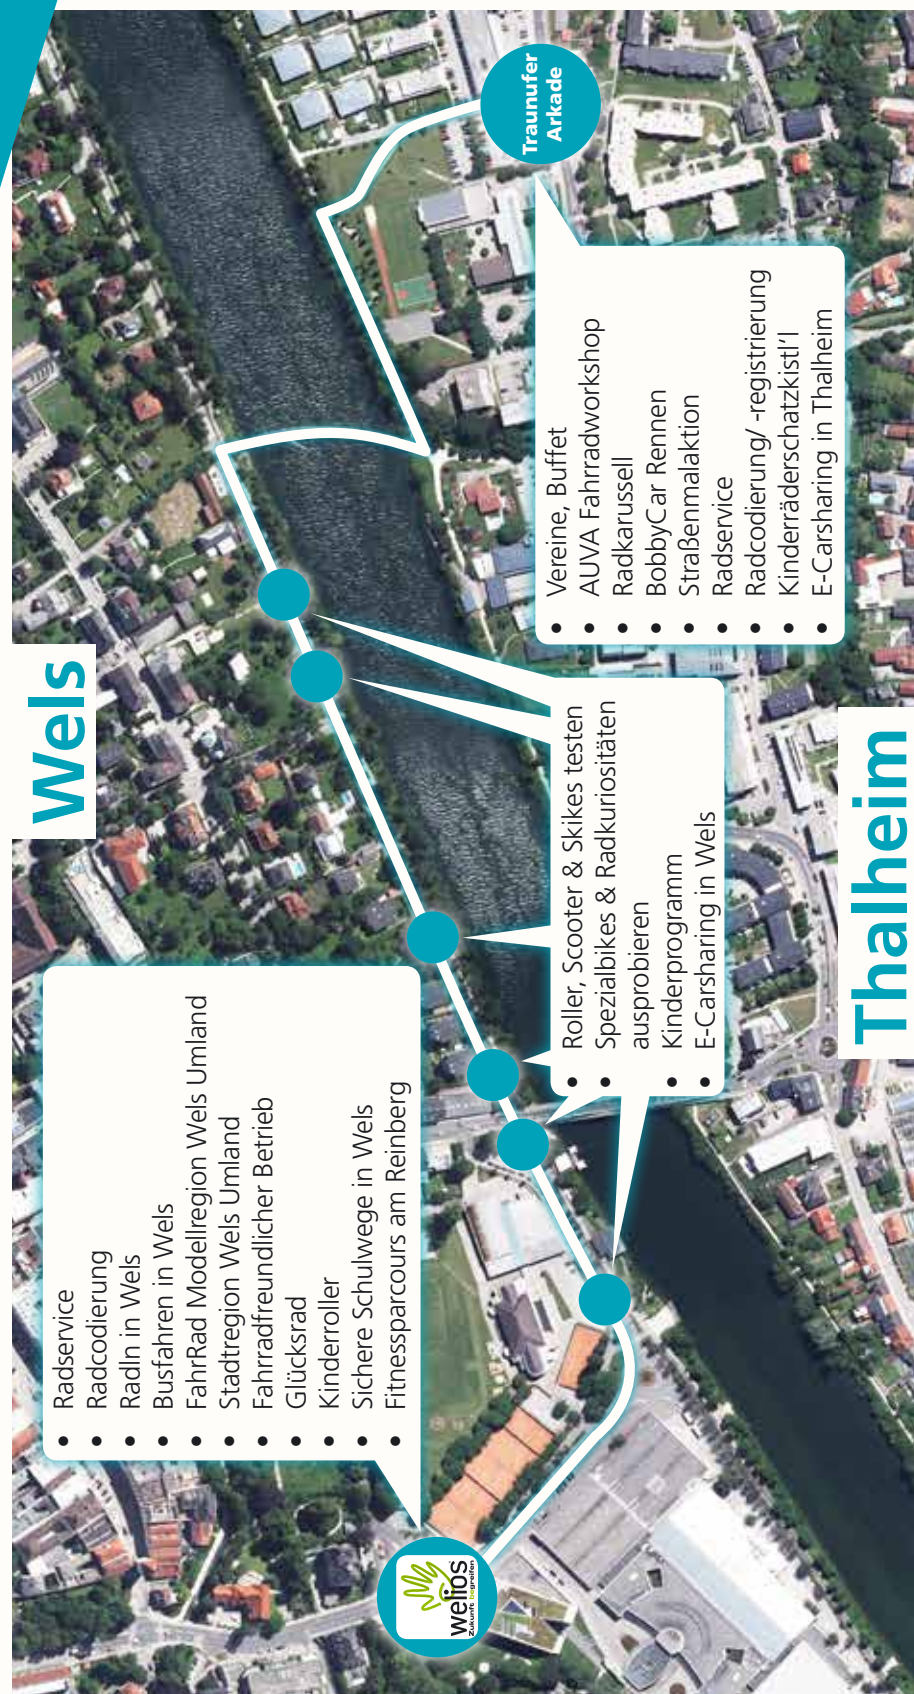 Wels
Radservice
Radcodierung
RadIn in Wels
Busfahren in Wels
FahrRad Modellregion Wels Umland
Stadtregion Wels Umland
Fahrradfreundlicher Betrieb
Glücksrad
Kinderroller
Sichere Schulwege in Wels
Fitnessparcours am Reinberg
welios
Zukunft begreifen
Roller, Scooter & Skikes testen
Spezialbikes & Radkuriositäten
ausprobieren
Kinderprogramm
E-Carsharing in Wels
Traunufer
Arkade
Vereine, Buffet
AUVA Fahrradworkshop
Radkarussell
BobbyCar Rennen
Straßenmalaktion
Radservice
Radcodierung/ -registrierung
Kinderräderschatzkistl'l
E-Carsharing in Thalheim
Thalheim